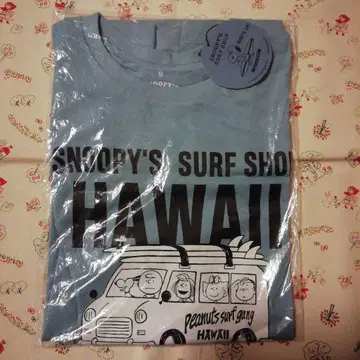 S
SNOOPY'S SURF SHOP
HAWAII
Peanuts surf gang
HAWAII